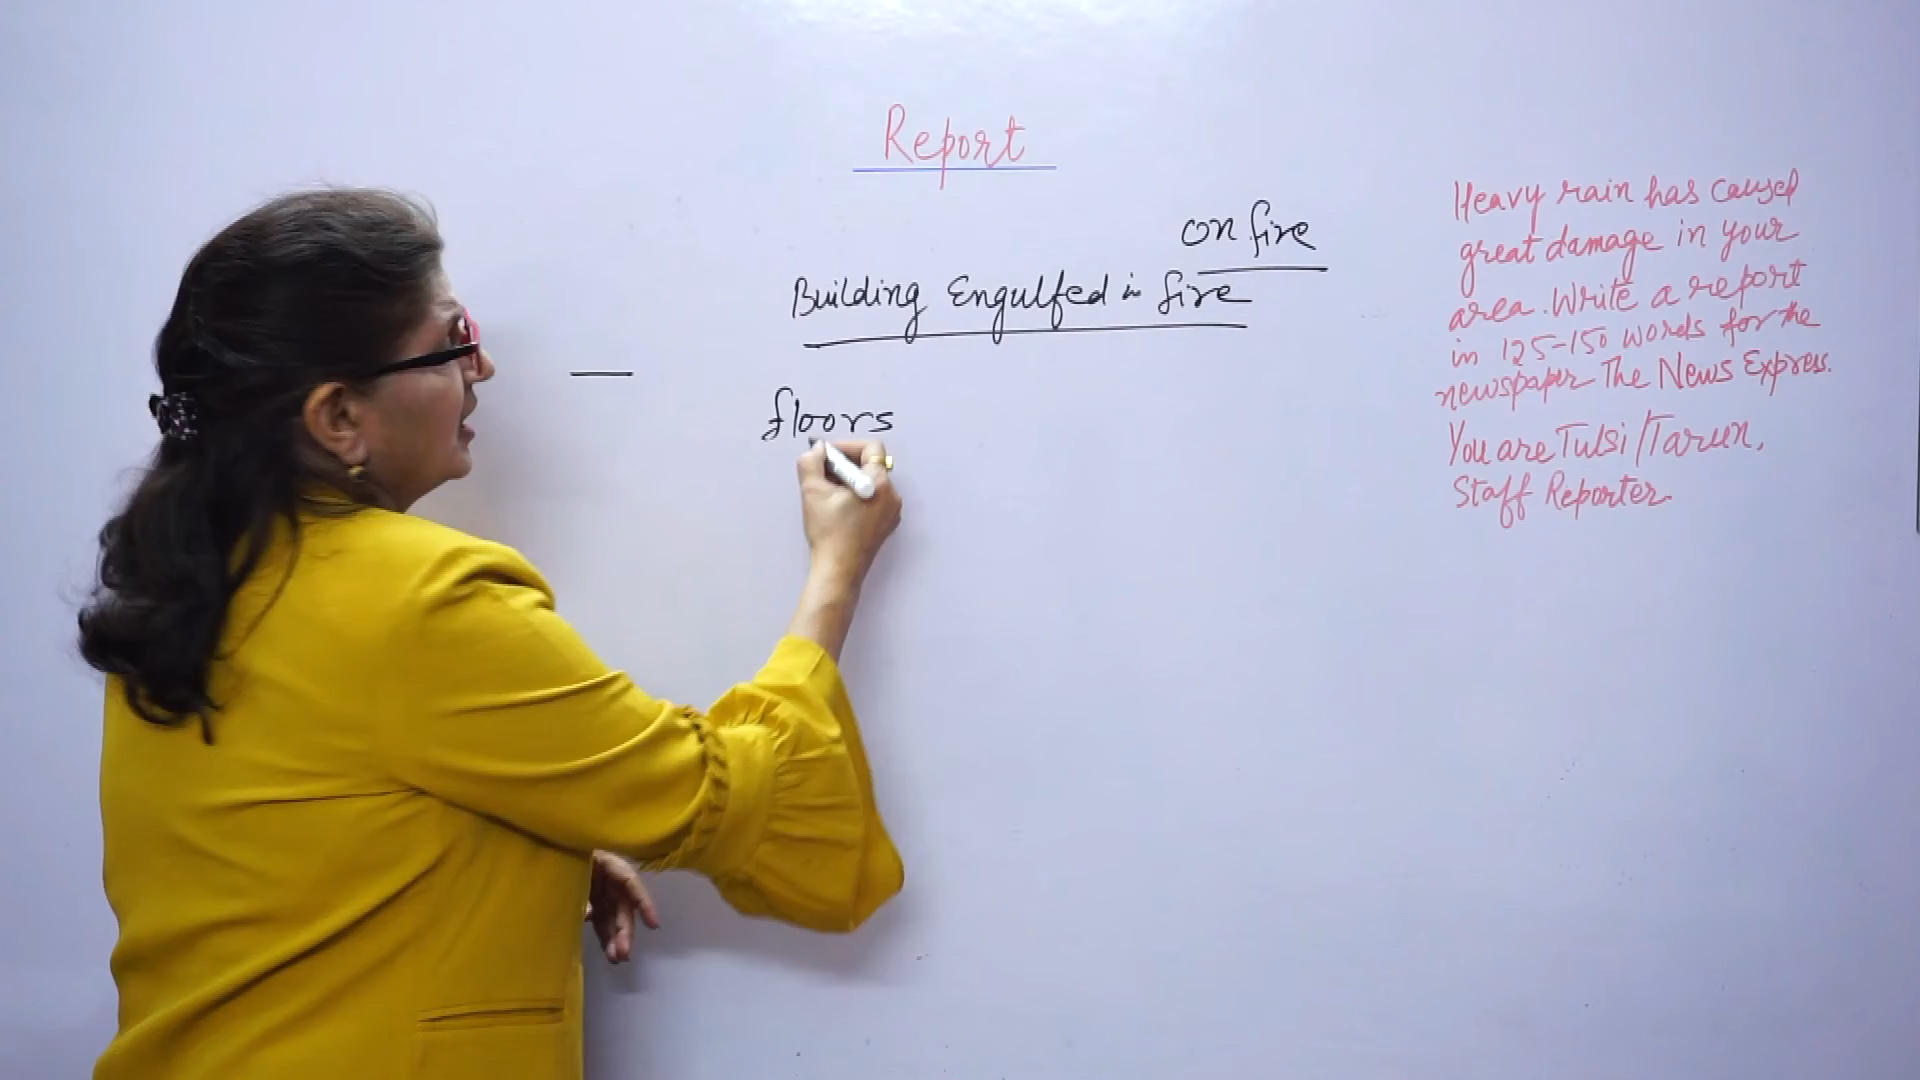 Report
on fire
Building Engulfed in fire
floors
Heavy rain has caused
great damage in your
area. Write a report
in 125-150 words for the
newspaper The News Express.
You are Tulsi/Tarun,
Staff Reporter.